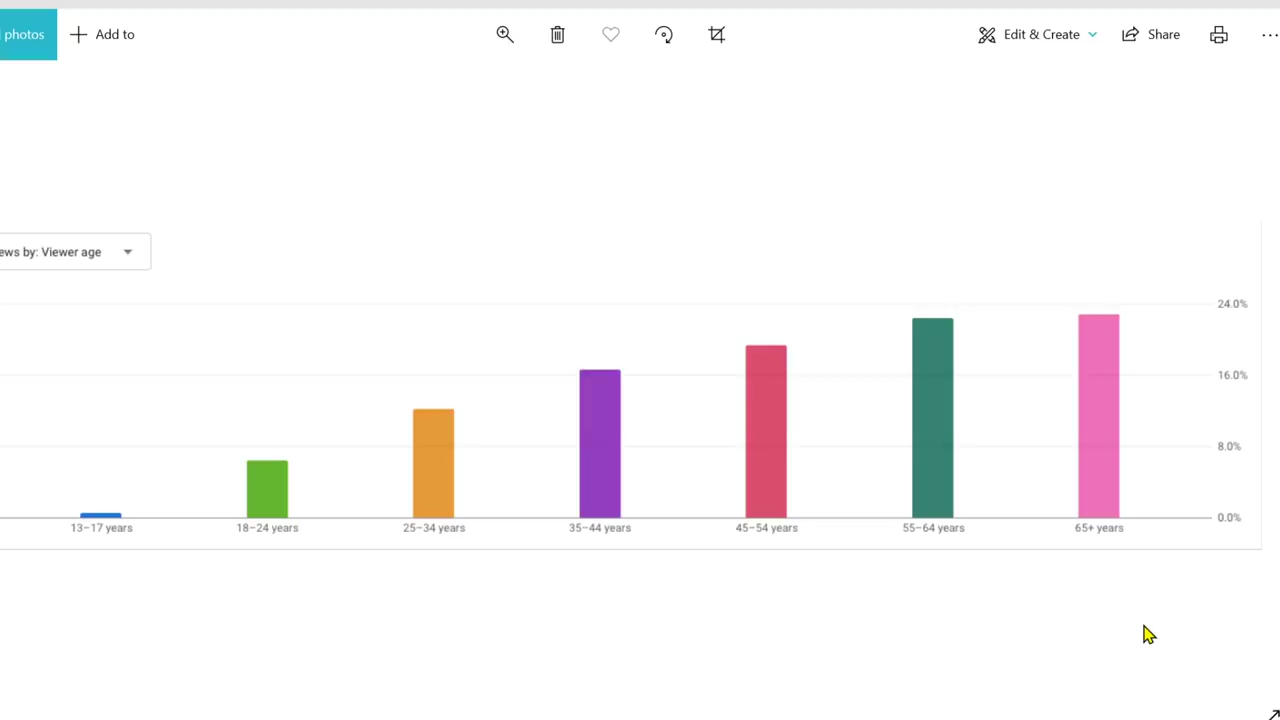 photos Add to Edit & Create Share
ews by: Viewer age
24.0%
16.0%
8.0%
0.0%
13–17 years 18–24 years 25–34 years 35–44 years 45–54 years 55–64 years 65+ years